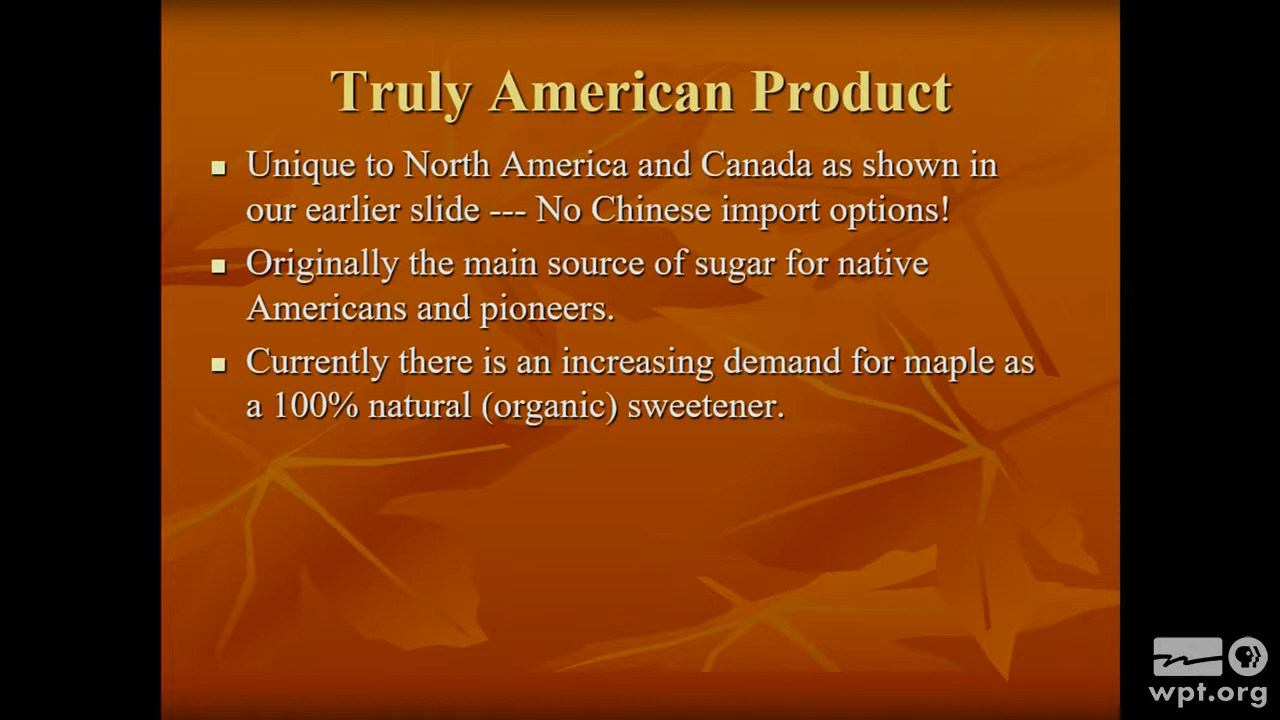 Truly American Product
Unique to North America and Canada as shown in
our earlier slide --- No Chinese import options!
Originally the main source of sugar for native
Americans and pioneers.
Currently there is an increasing demand for maple as
a 100% natural (organic) sweetener.
wpt.org